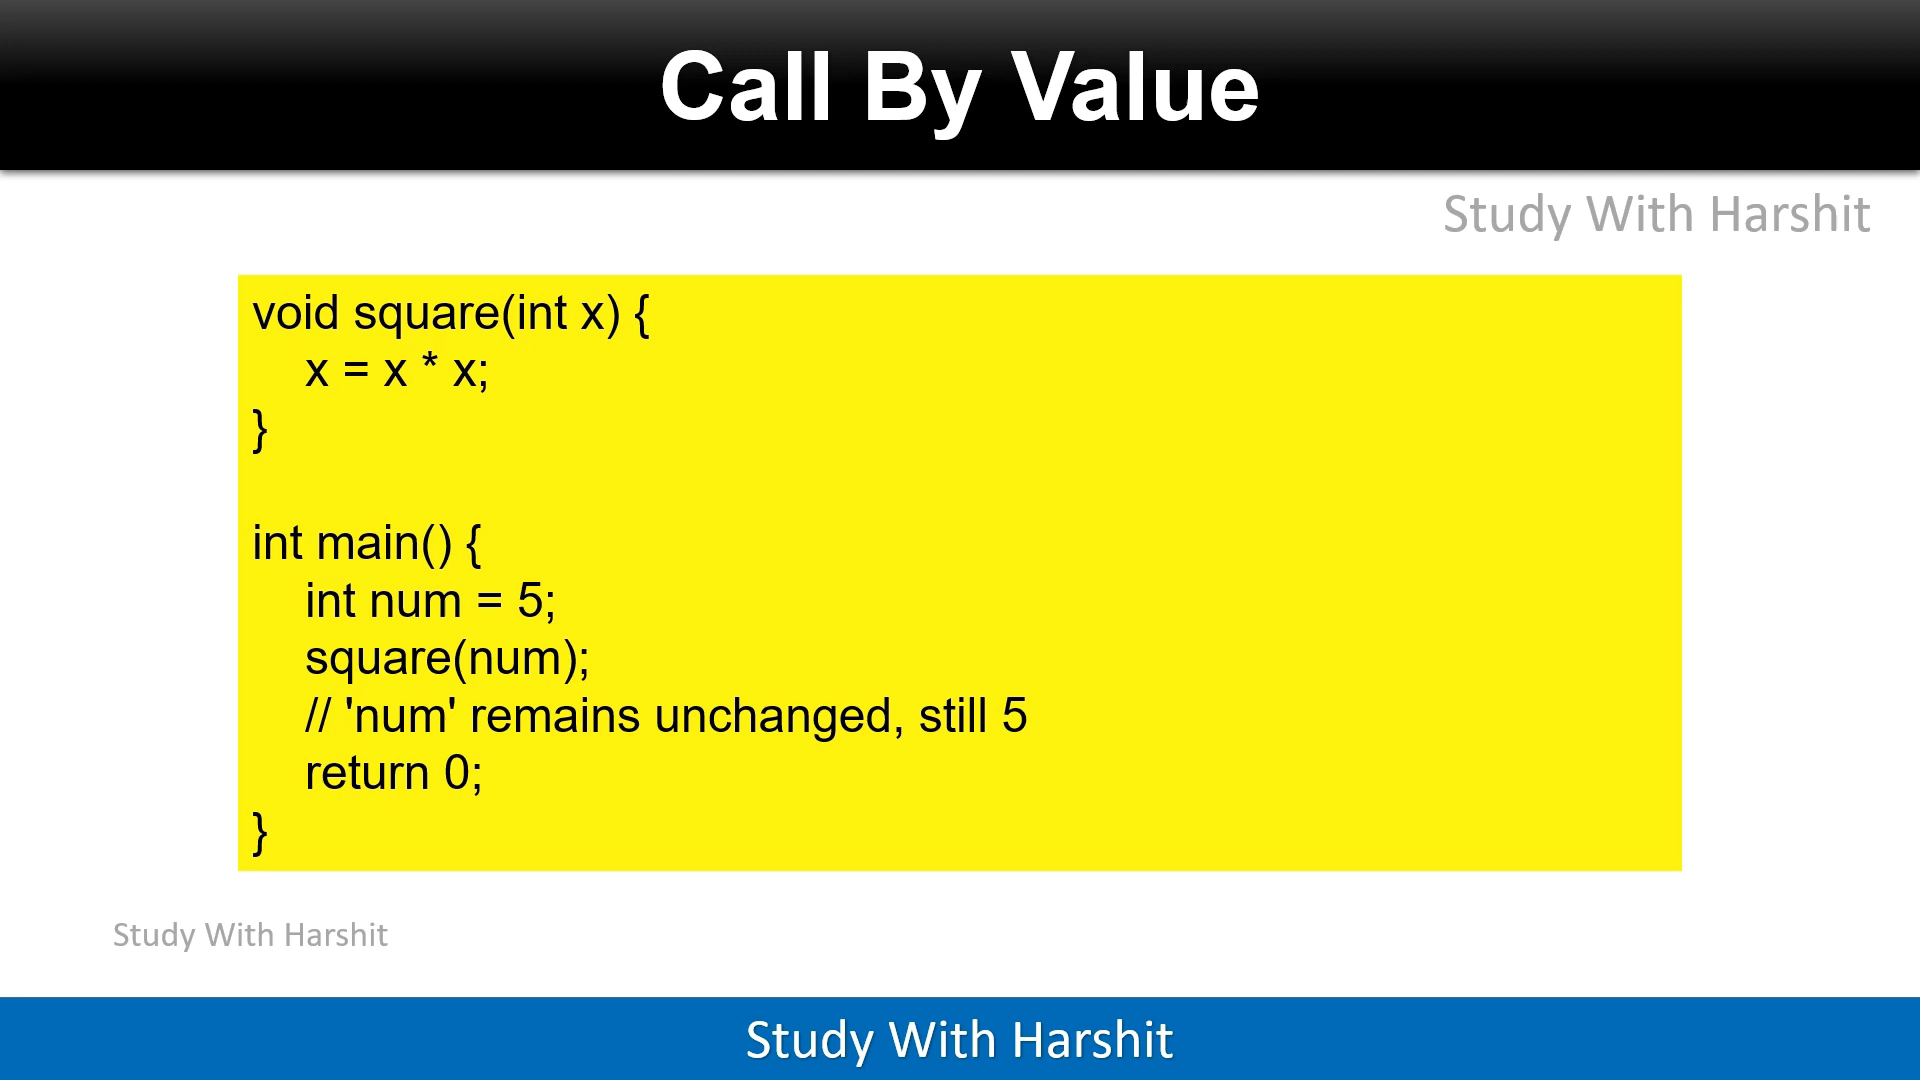 Call By Value
Study With Harshit
void square(int x) {
x = x * x;
}
int main() {
int num = 5;
square(num);
// 'num' remains unchanged, still 5
return 0;
}
Study With Harshit
Study With Harshit